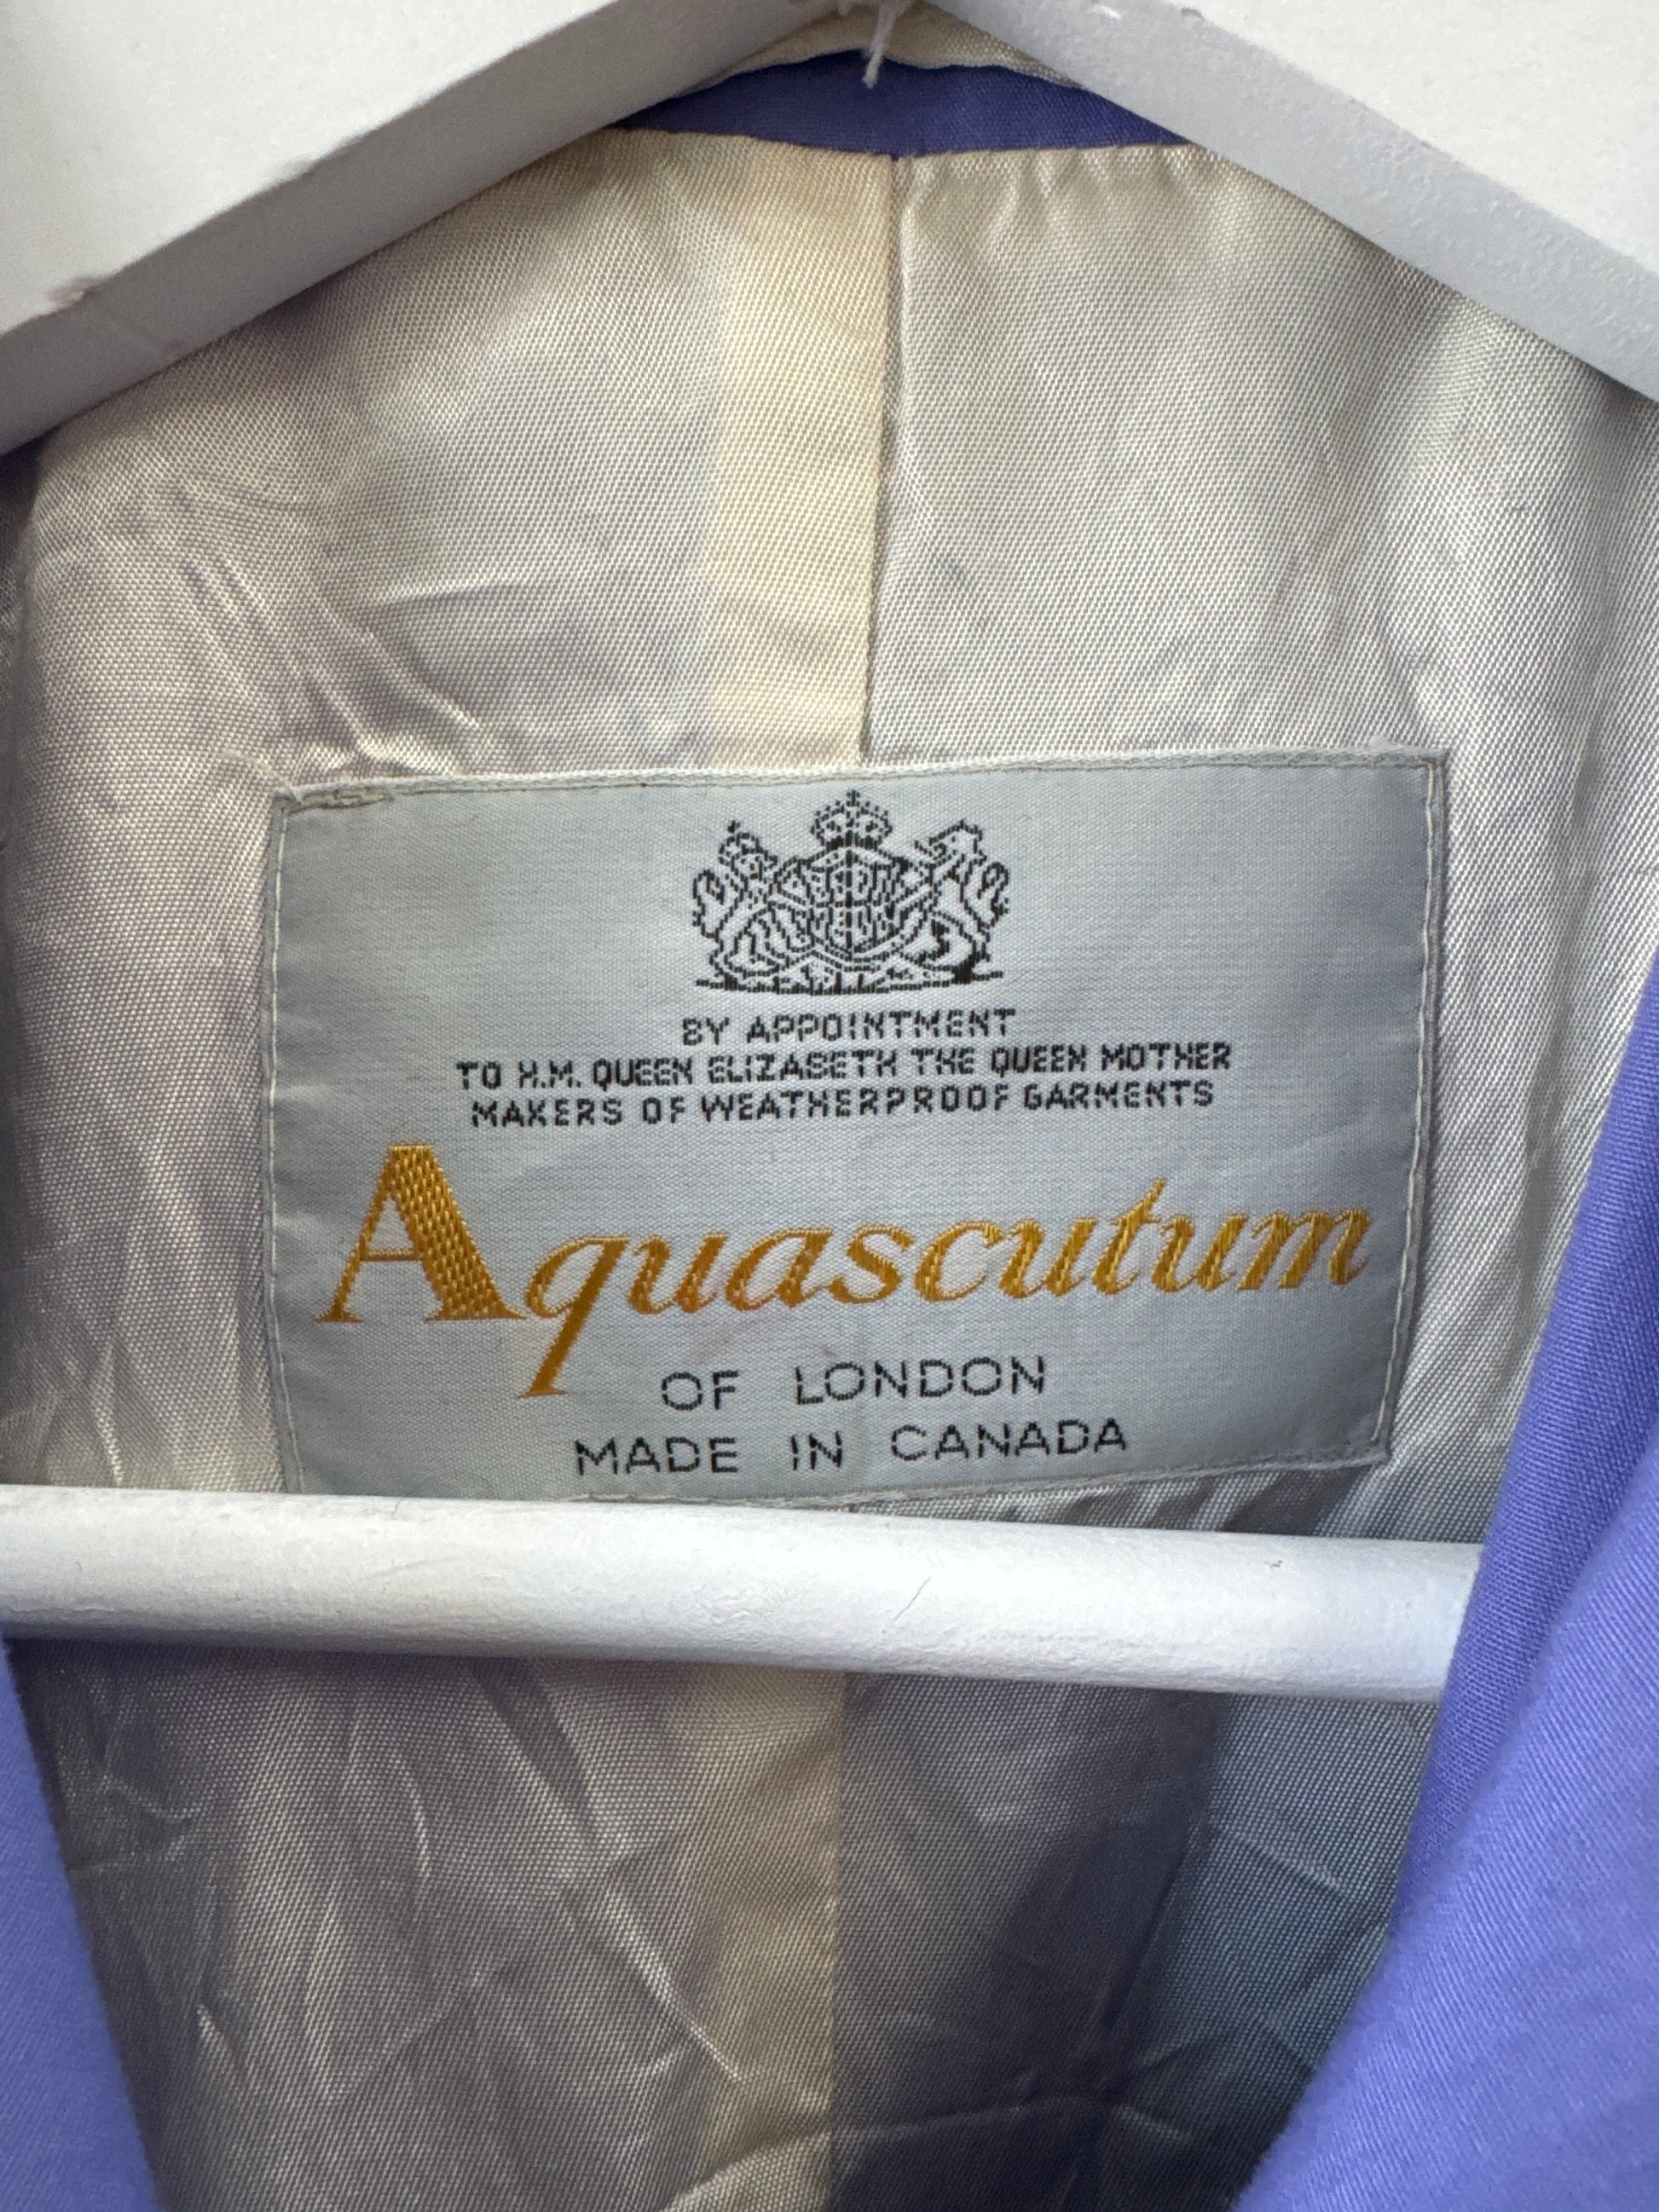 BY APPOINTMENT
TO H.M. QUEEN ELIZABETH THE QUEEN MOTHER
MAKERS OF WEATHERPROOF GARMENTS
Aquascutum
OF LONDON
MADE IN CANADA